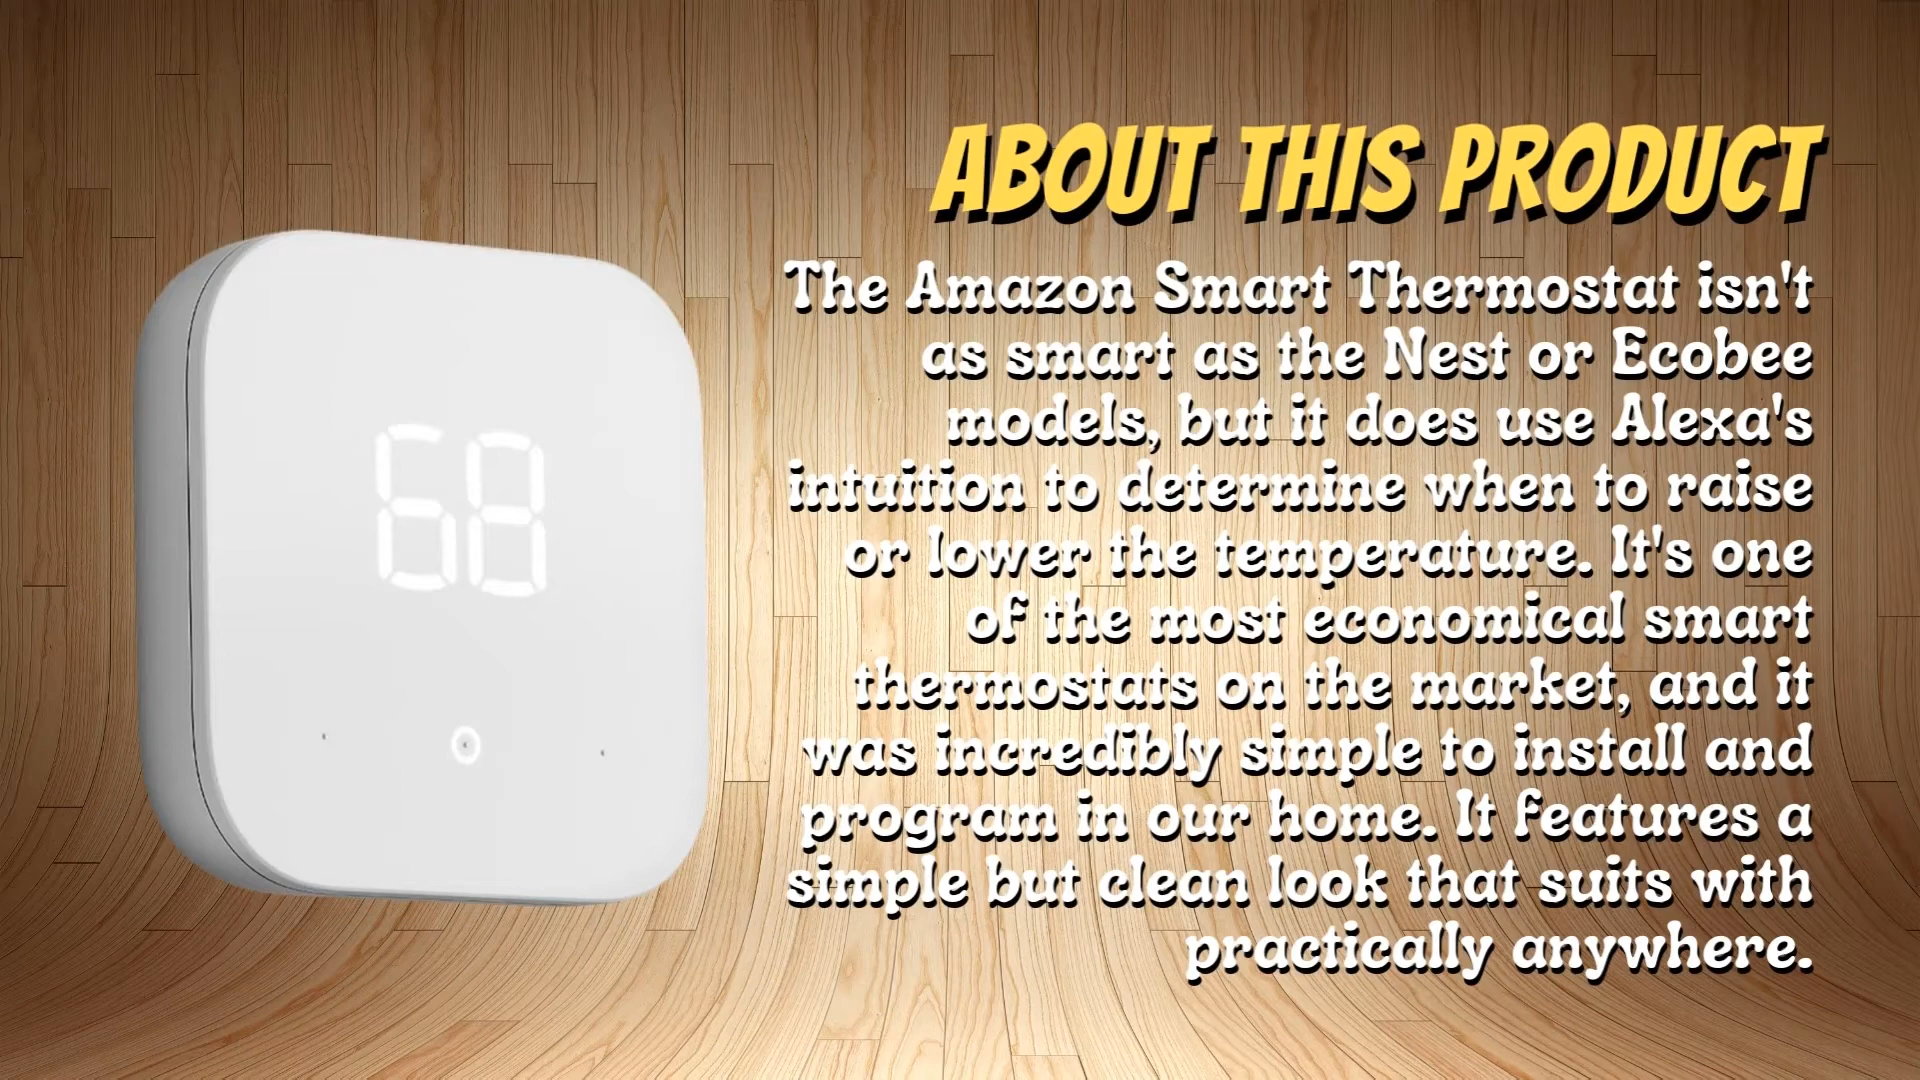 ABOUT THIS PRODUCT
The Amazon Smart Thermostat isn't
as smart as the Nest or Ecobee
models, but it does use Alexa's
intuition to determine when to raise
or lower the temperature. It's one
of the most economical smart
thermostats on the market, and it
was incredibly simple to install and
program in our home. It features a
simple but clean look that suits with
practically anywhere.
68